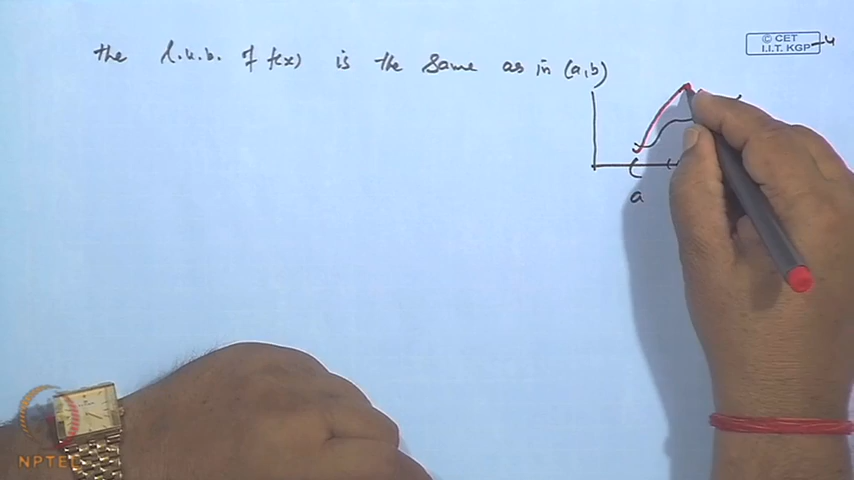 the l.u.b. of f(x) is the same as in (a,b)
© CET
I.I.T. KGP
a
NPTEL